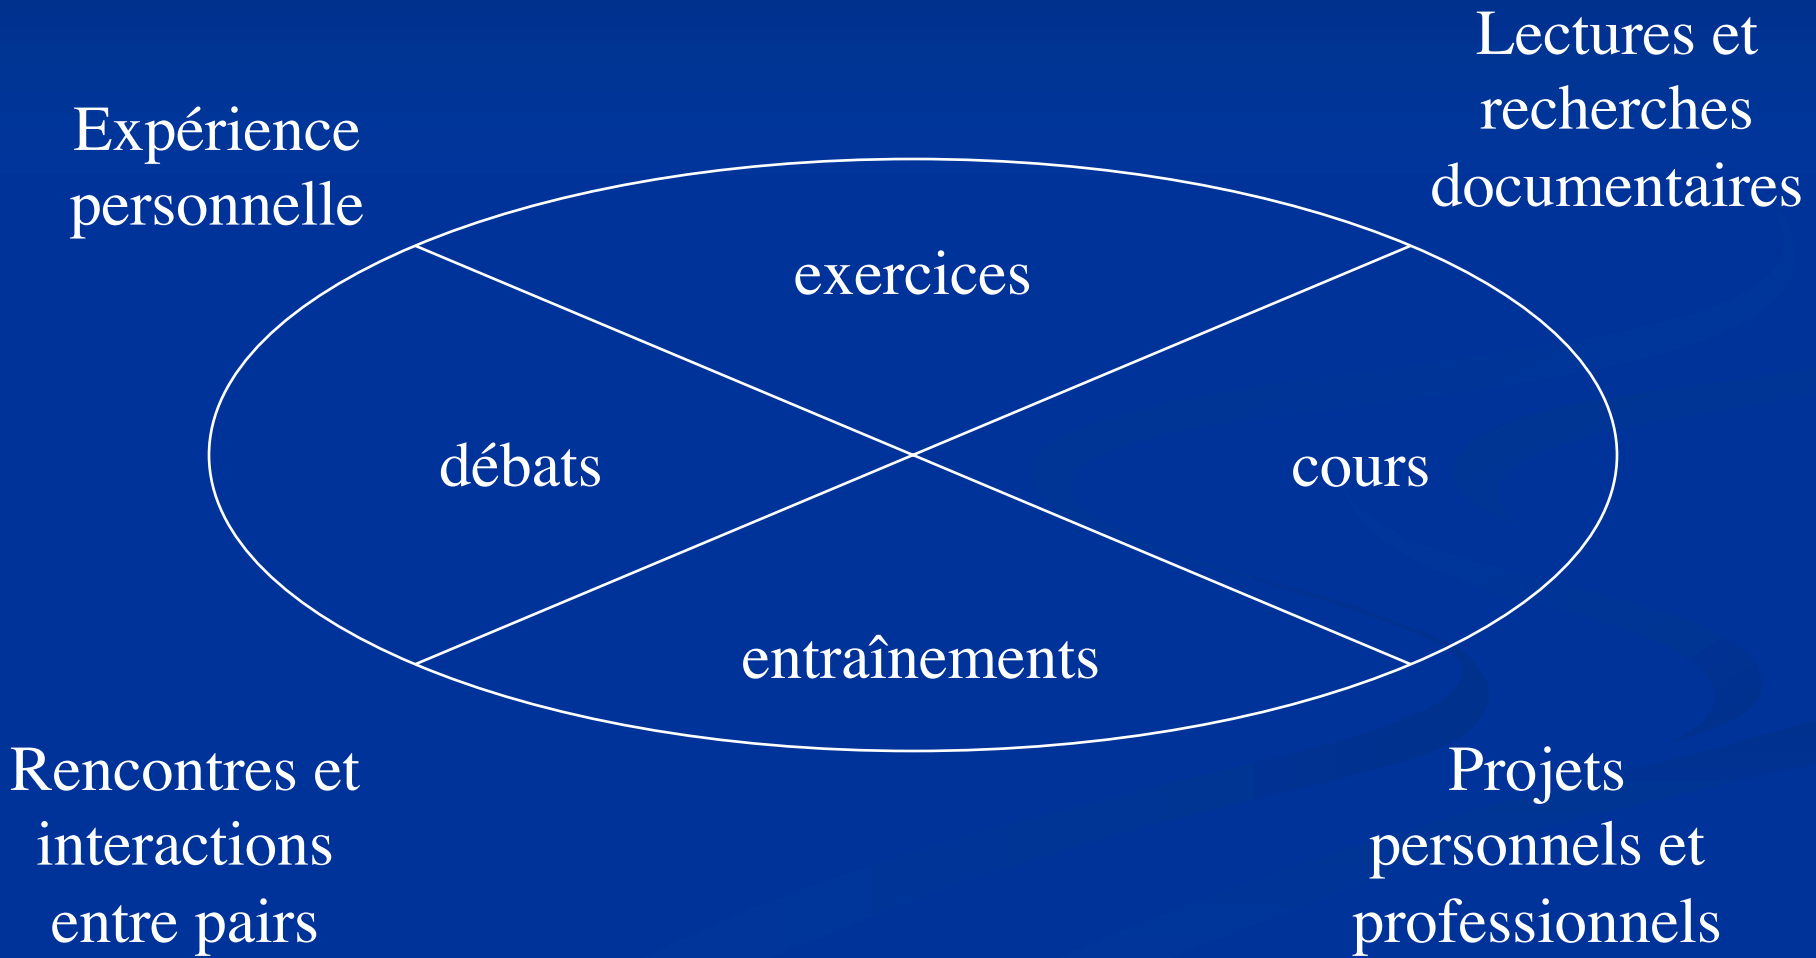 Expérience
personnelle
Lectures et
recherches
documentaires
exercices
débats
cours
entraînements
Rencontres et
interactions
entre pairs
Projets
personnels et
professionnels